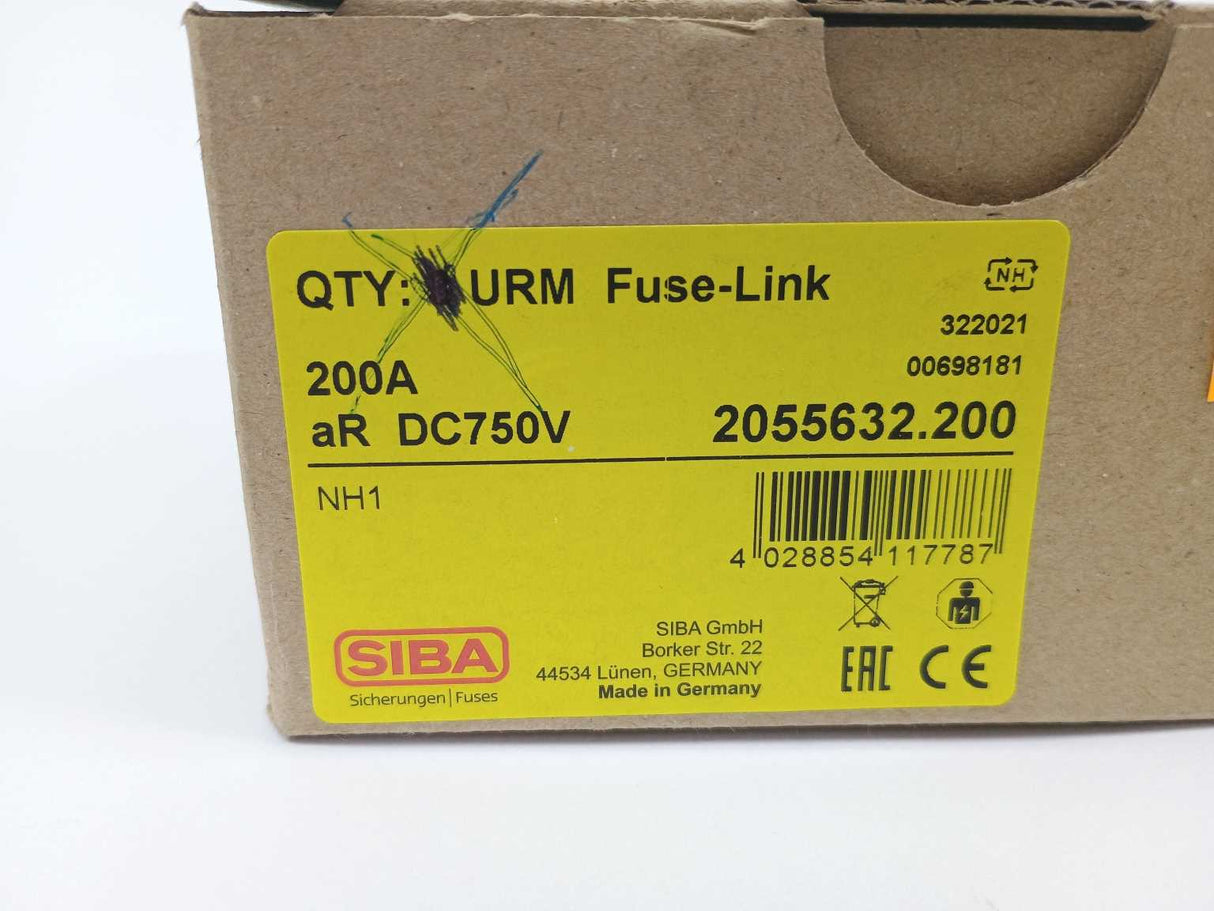 QTY: URM Fuse-Link
NH
322021
200A
00698181
aR DC750V
2055632.200
NH1
4 028854 117787
SIBA
Sicherungen|Fuses
SIBA GmbH
Borker Str. 22
44534 Lünen, GERMANY
Made in Germany
EAC CE